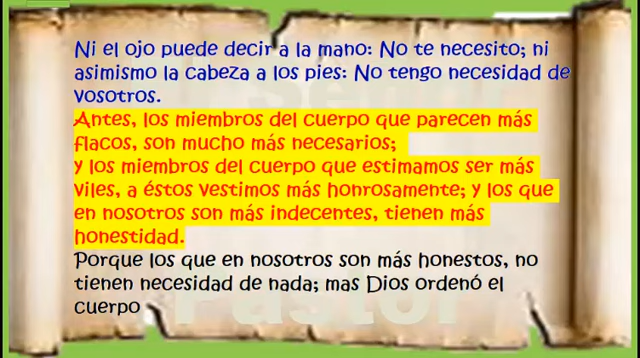 Ni el ojo puede decir a la mano: No te necesito; ni
asimismo la cabeza a los pies: No tengo necesidad de
vosotros.
Antes, los miembros del cuerpo que parecen más
flacos, son mucho más necesarios;
y los miembros del cuerpo que estimamos ser más
viles, a éstos vestimos más honrosamente; y los que
en nosotros son más indecentes, tienen más
honestidad.
Porque los que en nosotros son más honestos, no
tienen necesidad de nada; mas Dios ordenó el
cuerpo
Pastor